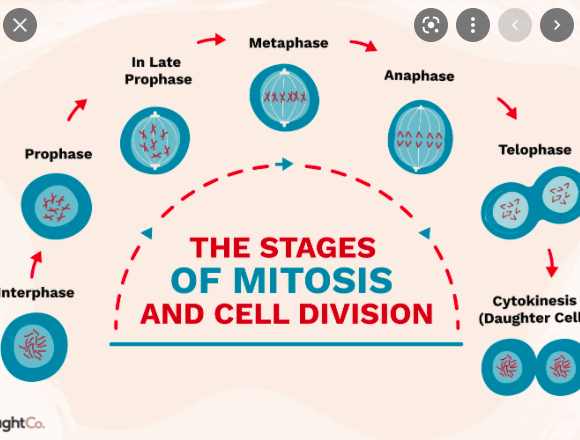 Metaphase
In Late
Prophase
Anaphase
Prophase
Telophase
THE STAGES
OF MITOSIS
AND CELL DIVISION
Interphase
Cytokinesis
(Daughter Cell
ghtCo.